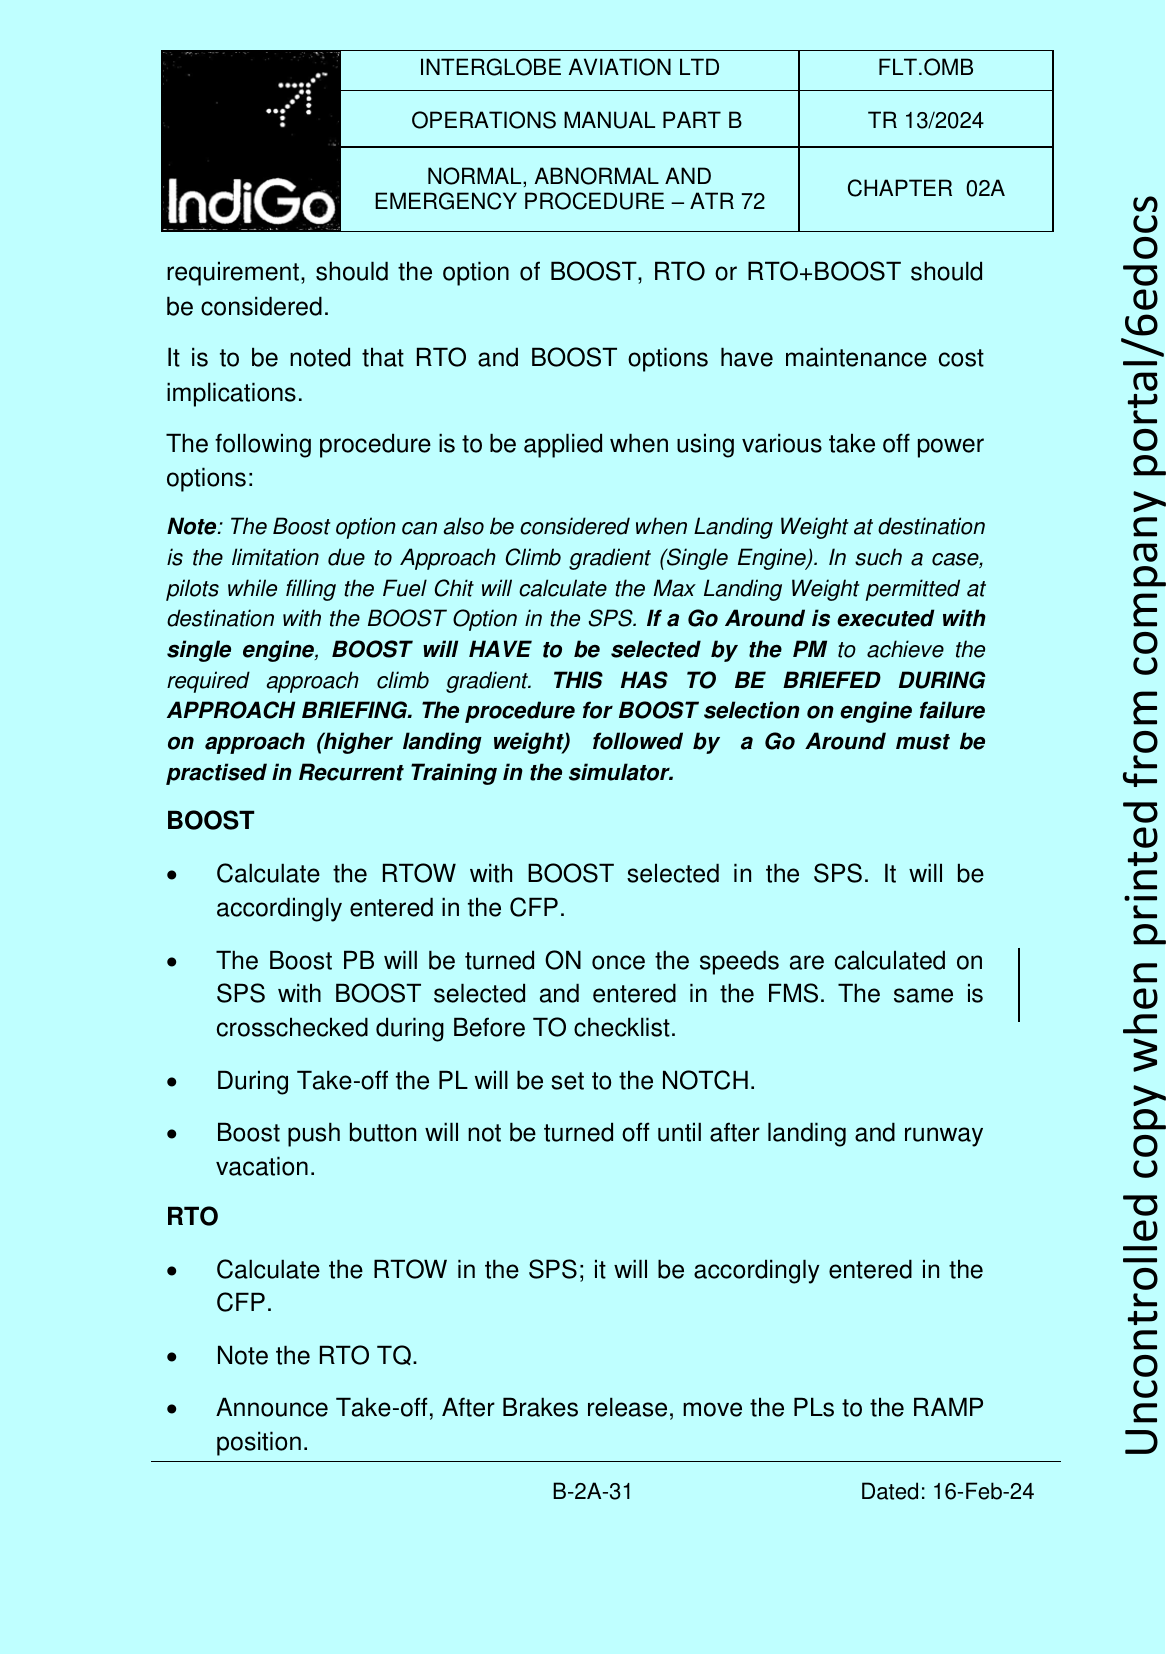 IndiGo
INTERGLOBE AVIATION LTD
FLT.OMB
OPERATIONS MANUAL PART B
TR 13/2024
NORMAL, ABNORMAL AND
EMERGENCY PROCEDURE – ATR 72
CHAPTER 02A
requirement, should the option of BOOST, RTO or RTO+BOOST should
be considered.
It is to be noted that RTO and BOOST options have maintenance cost
implications.
The following procedure is to be applied when using various take off power
options:
Note: The Boost option can also be considered when Landing Weight at destination
is the limitation due to Approach Climb gradient (Single Engine). In such a case,
pilots while filling the Fuel Chit will calculate the Max Landing Weight permitted at
destination with the BOOST Option in the SPS. If a Go Around is executed with
single engine, BOOST will HAVE to be selected by the PM to achieve the
required approach climb gradient. THIS HAS TO BE BRIEFED DURING
APPROACH BRIEFING. The procedure for BOOST selection on engine failure
on approach (higher landing weight) followed by a Go Around must be
practised in Recurrent Training in the simulator.
BOOST
• Calculate the RTOW with BOOST selected in the SPS. It will be
accordingly entered in the CFP.
• The Boost PB will be turned ON once the speeds are calculated on
SPS with BOOST selected and entered in the FMS. The same is
crosschecked during Before TO checklist.
• During Take-off the PL will be set to the NOTCH.
• Boost push button will not be turned off until after landing and runway
vacation.
RTO
• Calculate the RTOW in the SPS; it will be accordingly entered in the
CFP.
• Note the RTO TQ.
• Announce Take-off, After Brakes release, move the PLs to the RAMP
position.
B-2A-31
Dated: 16-Feb-24
Uncontrolled copy when printed from company portal/6edocs